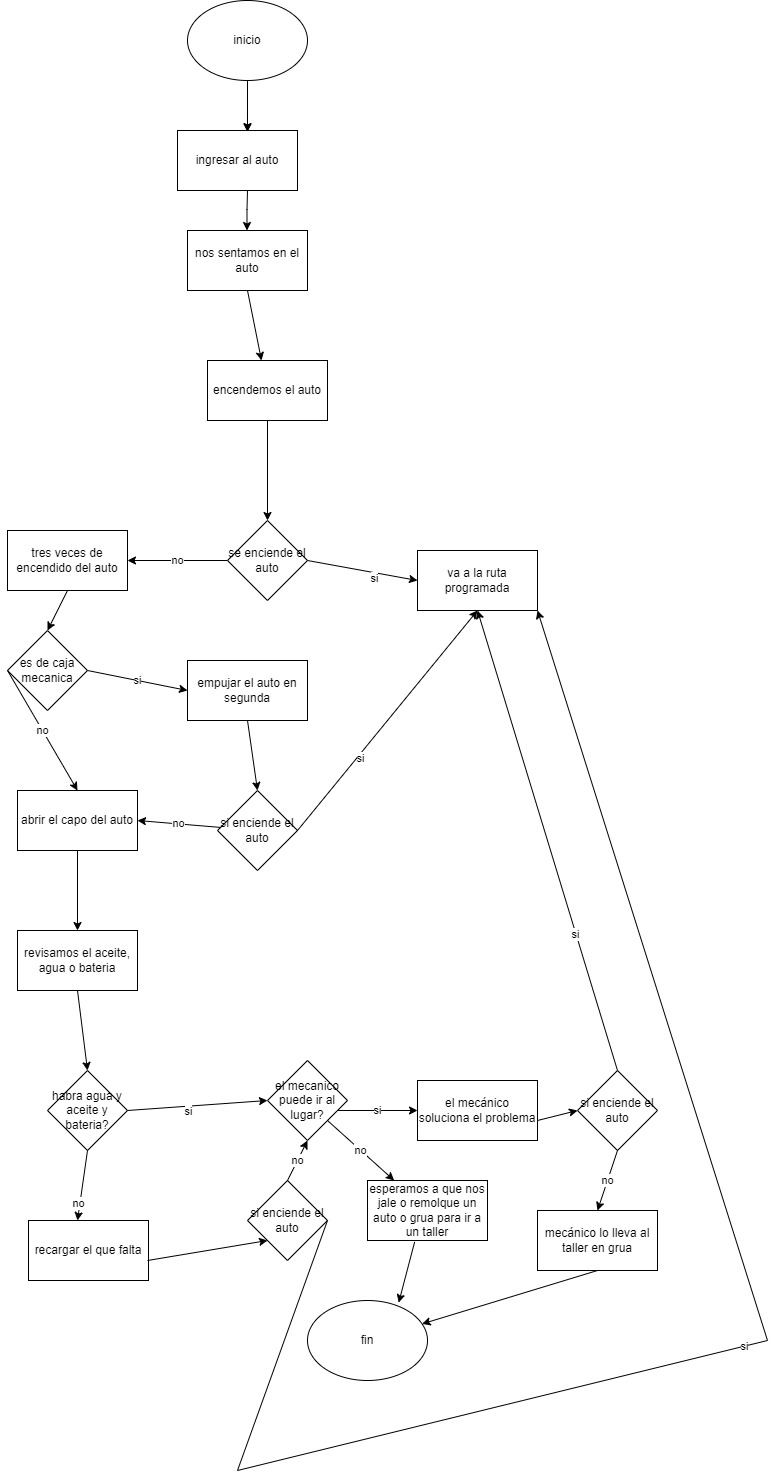 inicio
ingresar al auto
nos sentamos en el
auto
encendemos el auto
se enciende el
auto
no
si
tres veces de
encendido del auto
va a la ruta
programada
es de caja
mecanica
si
empujar el auto en
segunda
no
si
abrir el capo del auto
no
si enciende el
auto
si
revisamos el aceite,
agua o bateria
habra agua y
aceite y
bateria?
si
el mecanico
puede ir al
lugar?
si
el mecánico
soluciona el problema
si enciende el
auto
no
no
no
no
recargar el que falta
si enciende el
auto
esperamos a que nos
jale o remolque un
auto o grua para ir a
un taller
mecánico lo lleva al
taller en grua
fin
si